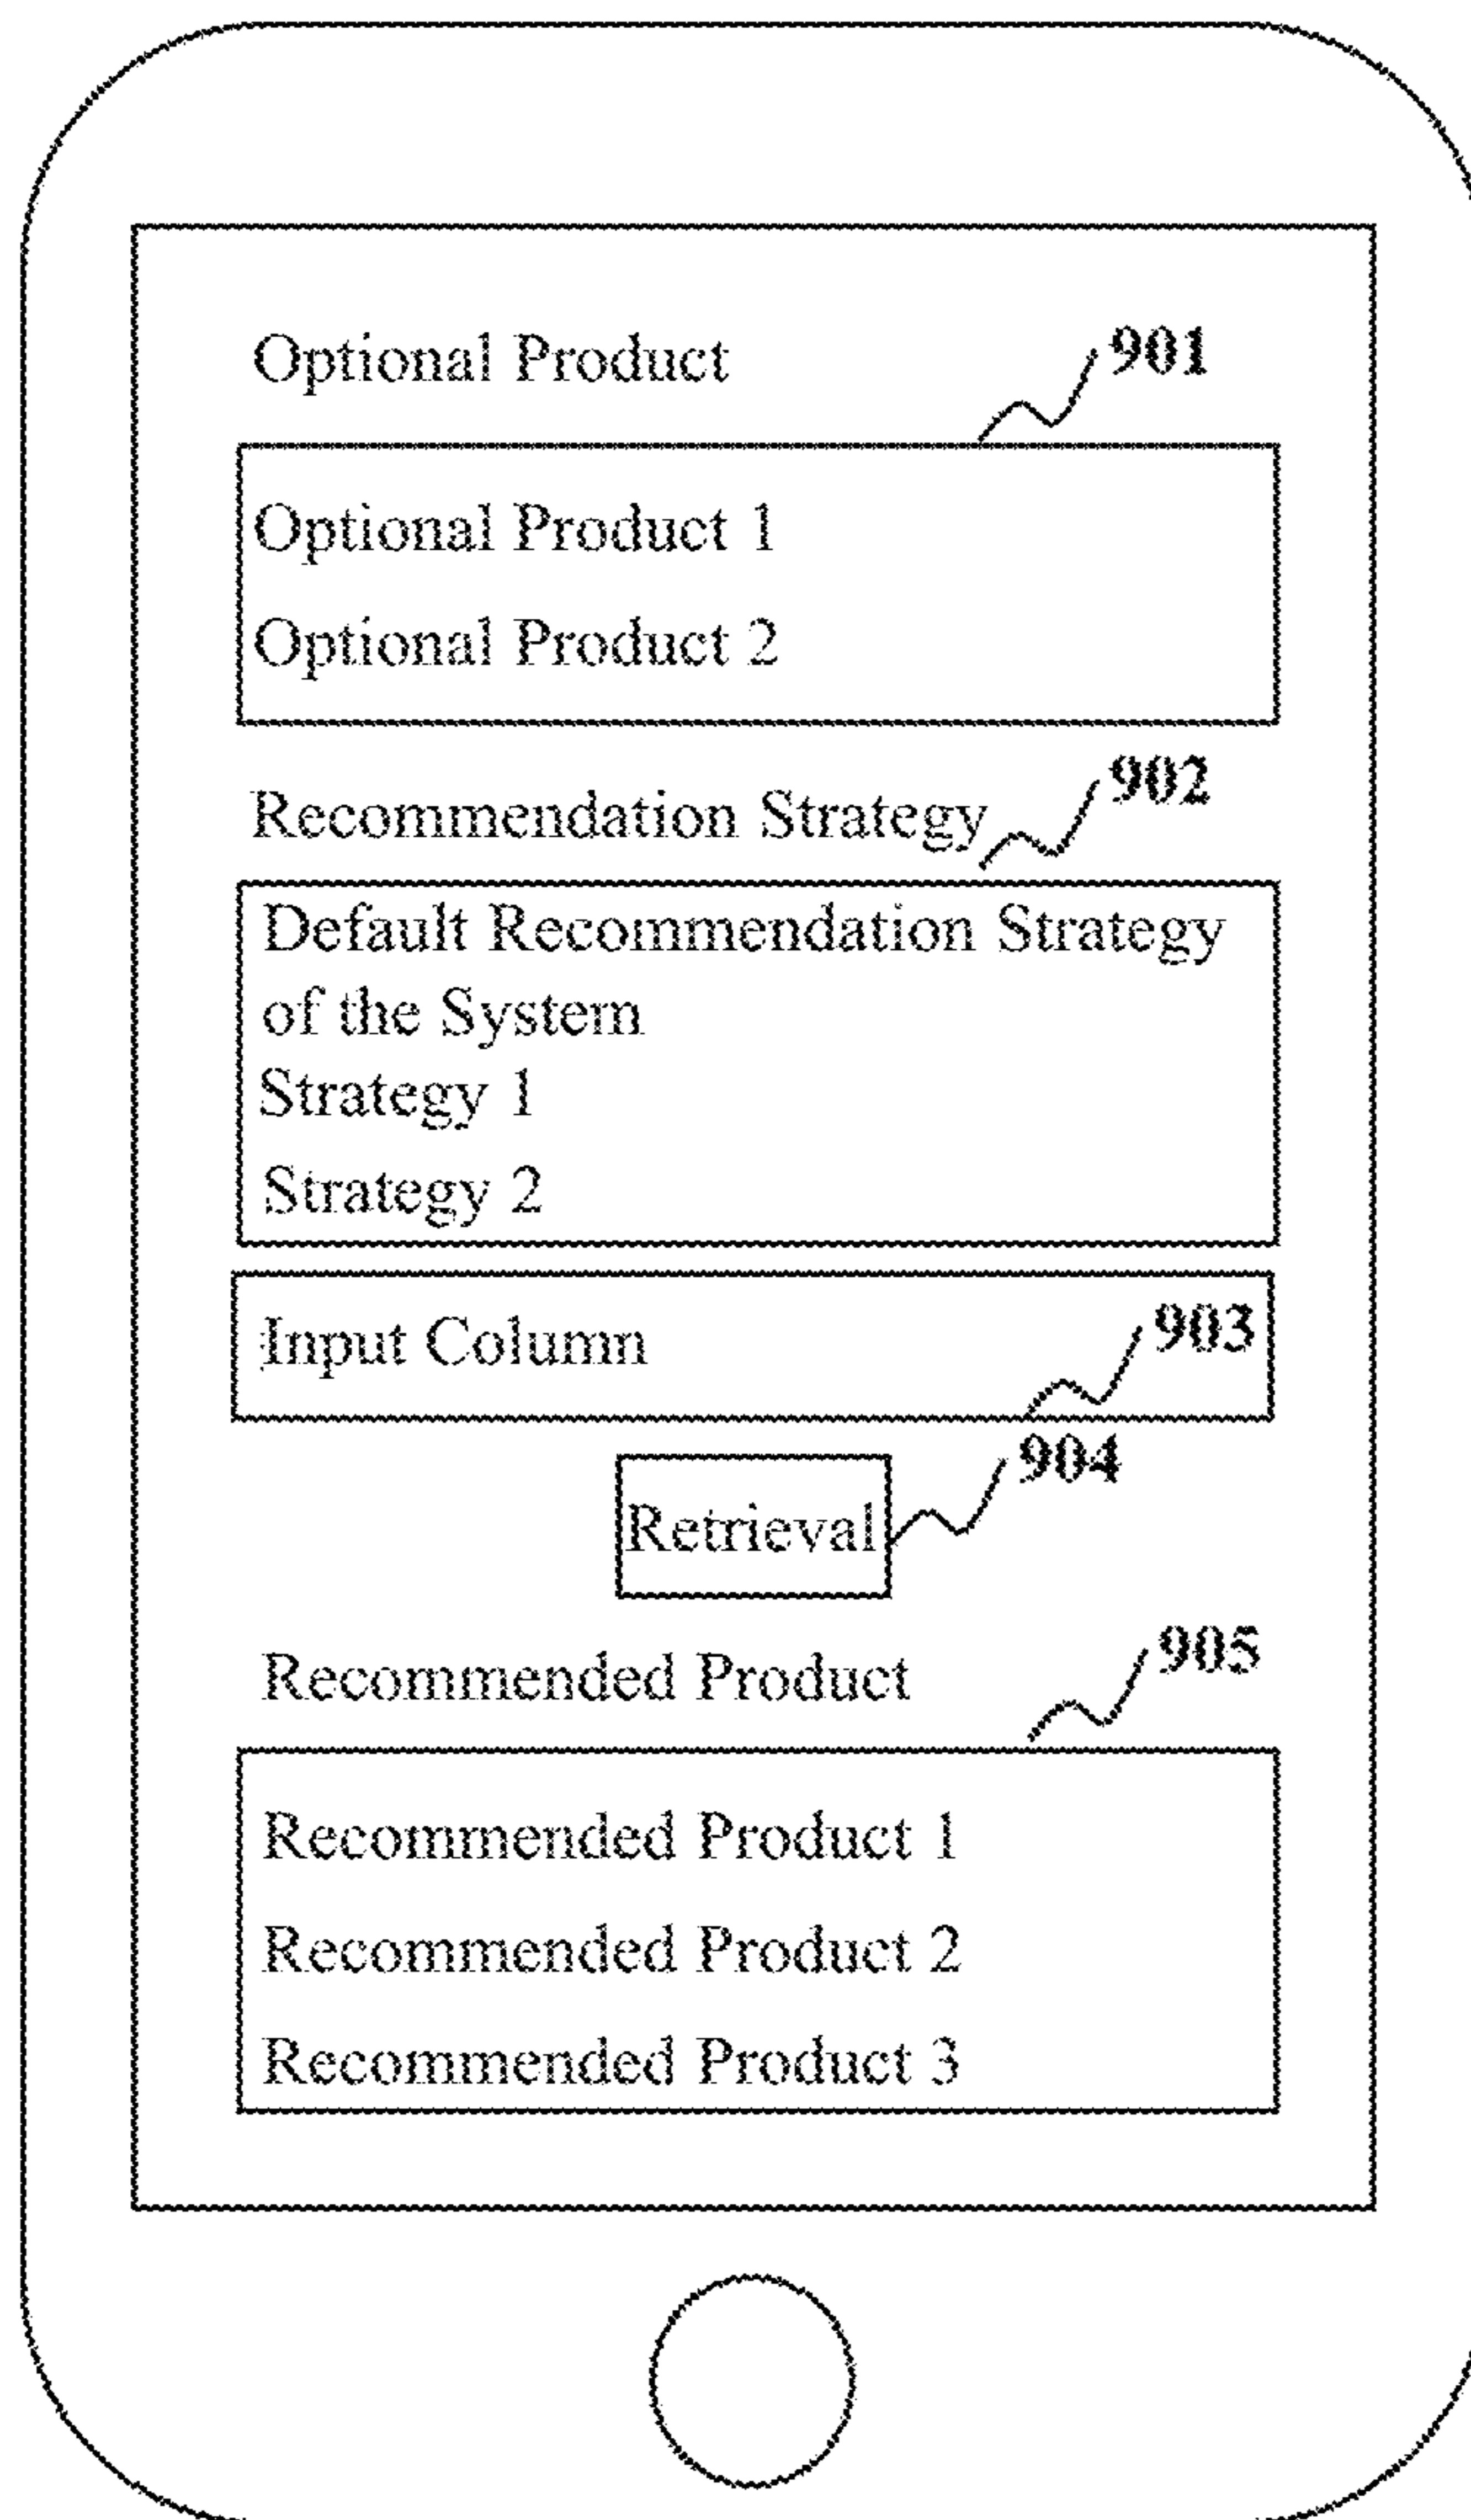 Optional Product
901
Optional Product 1
Optional Product 2
902
Recommendation Strategy
Default Recommendation Strategy
of the System
Strategy 1
Strategy 2
Input Column
903
904
Retrieval
905
Recommended Product
Recommended Product 1
Recommended Product 2
Recommended Product 3